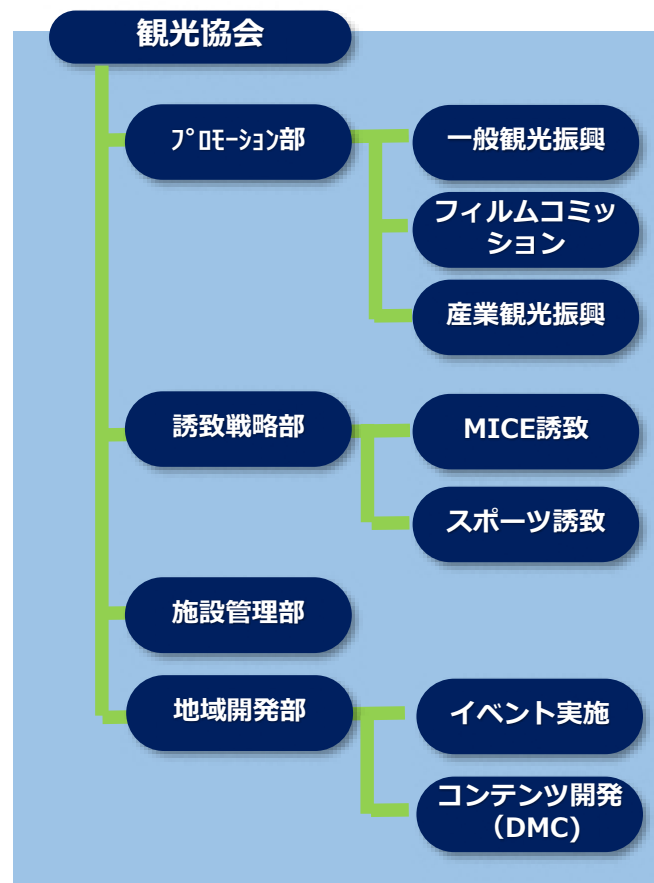 観光協会
ﾌﾟﾛﾓｰｼｮﾝ部
一般観光振興
フィルムコミッ
ション
産業観光振興
誘致戦略部
MICE誘致
スポーツ誘致
施設管理部
地域開発部
イベント実施
コンテンツ開発
（DMC)